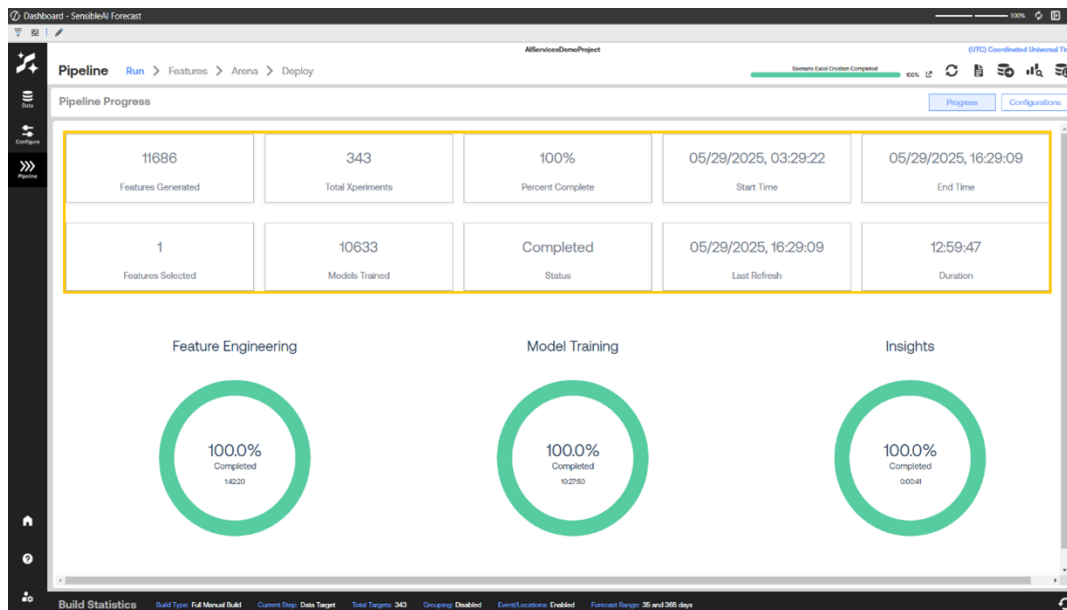 Dashboard - SensibleAI Forecast
100%
AIServicesDemoProject
(UTC) Coordinated Universal Ti
Pipeline Run > Features > Arena > Deploy
Scenario Excel Creation Completed
100%
Data
Pipeline Progress
Progress
Configurations
Configure
Pipeline
11686
Features Generated
343
Total Xperiments
100%
Percent Complete
05/29/2025, 03:29:22
Start Time
05/29/2025, 16:29:09
End Time
1
Features Selected
10633
Models Trained
Completed
Status
05/29/2025, 16:29:09
Last Refresh
12:59:47
Duration
Feature Engineering
100.0%
Completed
1:42:20
Model Training
100.0%
Completed
10:27:50
Insights
100.0%
Completed
0:00:41
Build Statistics Build Type: Full Manual Build Current Step: Data Target Total Targets: 343 Grouping: Disabled Event/Locations: Enabled Forecast Range: 35 and 365 days